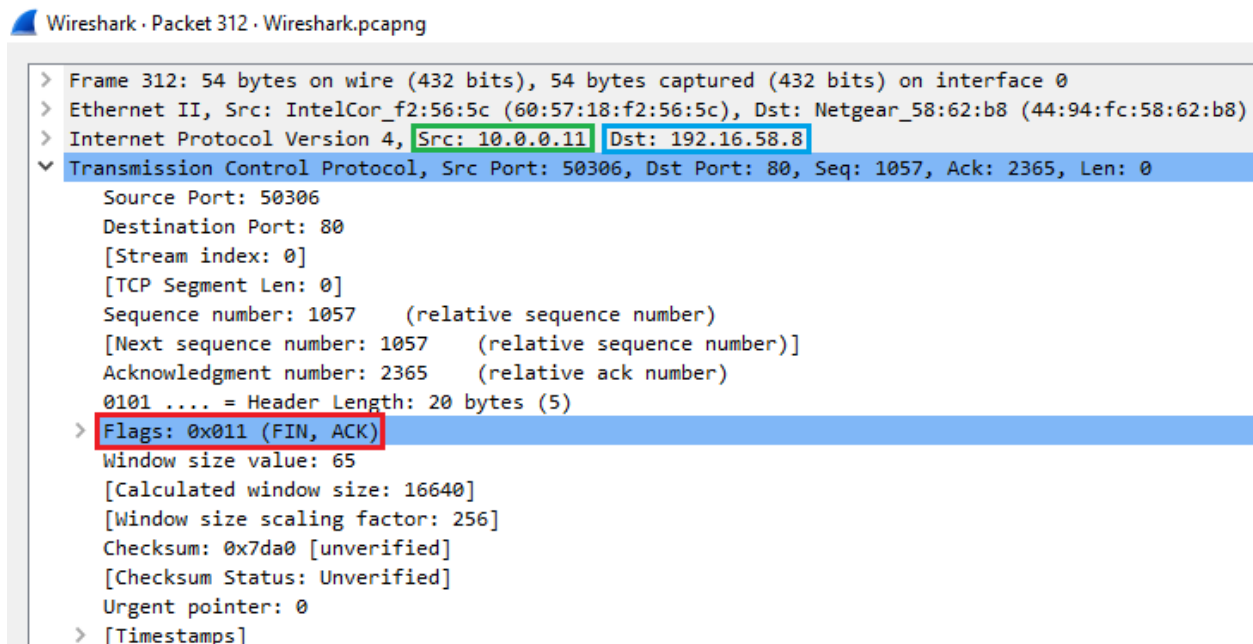 Wireshark · Packet 312 · Wireshark.pcapng
> Frame 312: 54 bytes on wire (432 bits), 54 bytes captured (432 bits) on interface 0
> Ethernet II, Src: IntelCor_f2:56:5c (60:57:18:f2:56:5c), Dst: Netgear_58:62:b8 (44:94:fc:58:62:b8)
> Internet Protocol Version 4, Src: 10.0.0.11 Dst: 192.16.58.8
Transmission Control Protocol, Src Port: 50306, Dst Port: 80, Seq: 1057, Ack: 2365, Len: 0
Source Port: 50306
Destination Port: 80
[Stream index: 0]
[TCP Segment Len: 0]
Sequence number: 1057 (relative sequence number)
[Next sequence number: 1057 (relative sequence number)]
Acknowledgment number: 2365 (relative ack number)
0101 .... = Header Length: 20 bytes (5)
> Flags: 0x011 (FIN, ACK)
Window size value: 65
[Calculated window size: 16640]
[Window size scaling factor: 256]
Checksum: 0x7da0 [unverified]
[Checksum Status: Unverified]
Urgent pointer: 0
> [Timestamps]